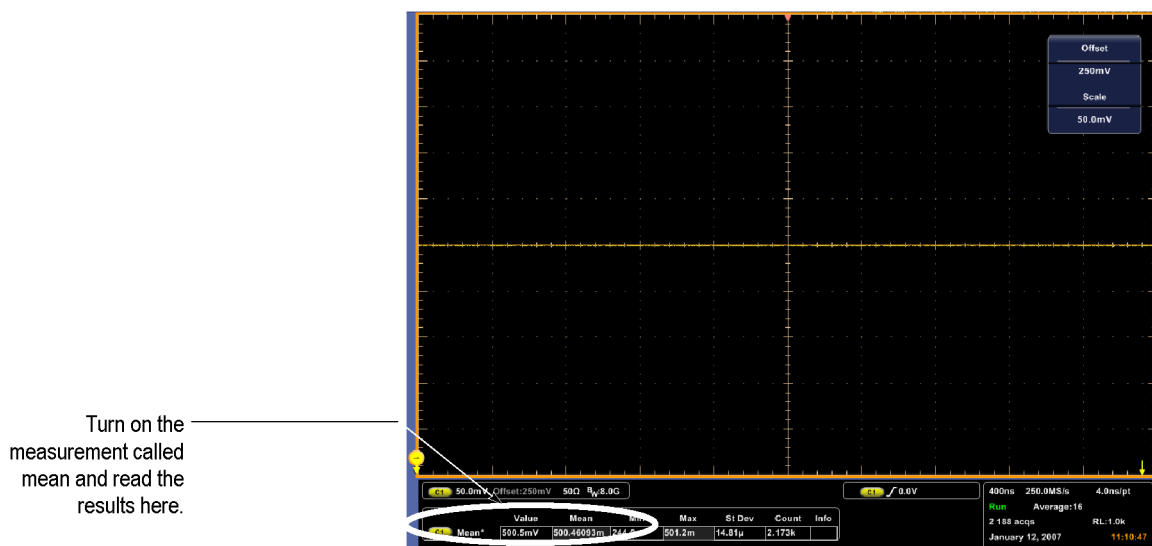 Offset
250mV
Scale
50.0mV
Turn on the
measurement called
mean and read the
results here.
C1 50.0mV Offset:250mV 50Ω BW:8.0G
C1 0.0V
400ns 250.0MS/s 4.0ns/pt
Run Average:16
2 188 acqs RL:1.0k
January 12, 2007 11:10:47
Value Mean Min Max St Dev Count Info
C1 Mean* 500.5mV 500.46093m 501.2m 14.81µ 2.173k